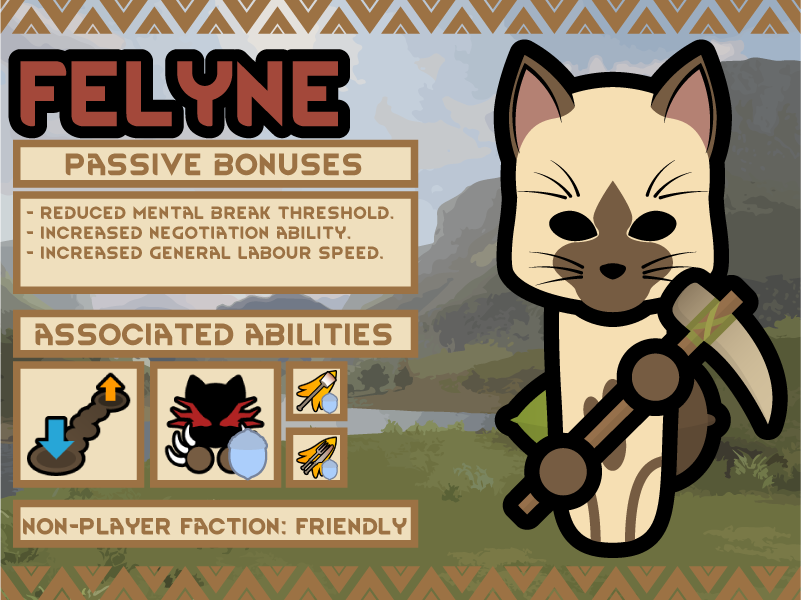 FELYNE
PASSIVE BONUSES
- REDUCED MENTAL BREAK THRESHOLD.
- INCREASED NEGOTIATION ABILITY.
- INCREASED GENERAL LABOUR SPEED.
ASSOCIATED ABILITIES
NON-PLAYER FACTION: FRIENDLY